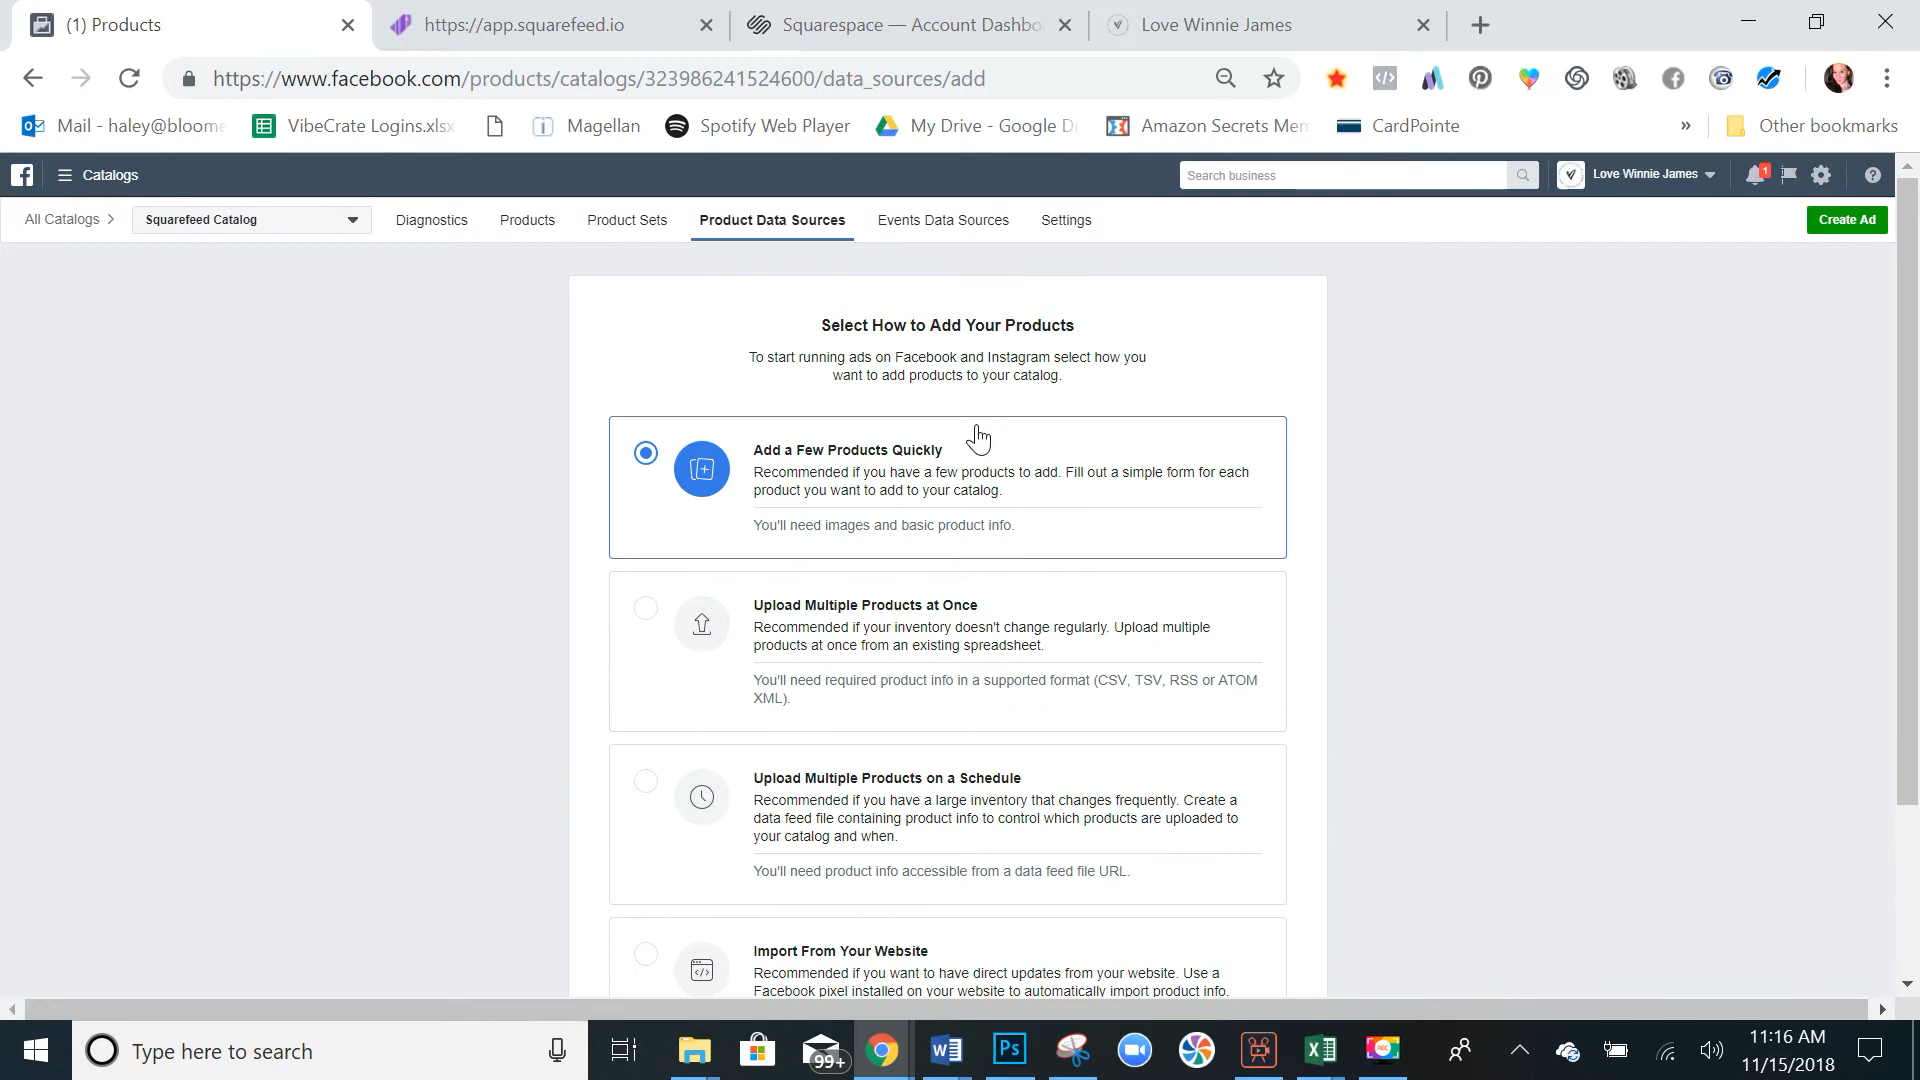 (1) Products
https://app.squarefeed.io
Squarespace — Account Dashbo
Love Winnie James
https://www.facebook.com/products/catalogs/323986241524600/data_sources/add
Mail - haley@bloome
VibeCrate Logins.xlsx
Magellan
Spotify Web Player
My Drive - Google D
Amazon Secrets Mem
CardPointe
»
Other bookmarks
Catalogs
Search business
Love Winnie James
1
All Catalogs
Squarefeed Catalog
Diagnostics
Products
Product Sets
Product Data Sources
Events Data Sources
Settings
Create Ad
Select How to Add Your Products
To start running ads on Facebook and Instagram select how you
want to add products to your catalog.
Add a Few Products Quickly
Recommended if you have a few products to add. Fill out a simple form for each
product you want to add to your catalog.
You'll need images and basic product info.
Upload Multiple Products at Once
Recommended if your inventory doesn't change regularly. Upload multiple
products at once from an existing spreadsheet.
You'll need required product info in a supported format (CSV, TSV, RSS or ATOM
XML).
Upload Multiple Products on a Schedule
Recommended if you have a large inventory that changes frequently. Create a
data feed file containing product info to control which products are uploaded to
your catalog and when.
You'll need product info accessible from a data feed file URL.
Import From Your Website
Recommended if you want to have direct updates from your website. Use a
Facebook pixel installed on your website to automatically import product info.
Type here to search
99+
Ps
11:16 AM
11/15/2018